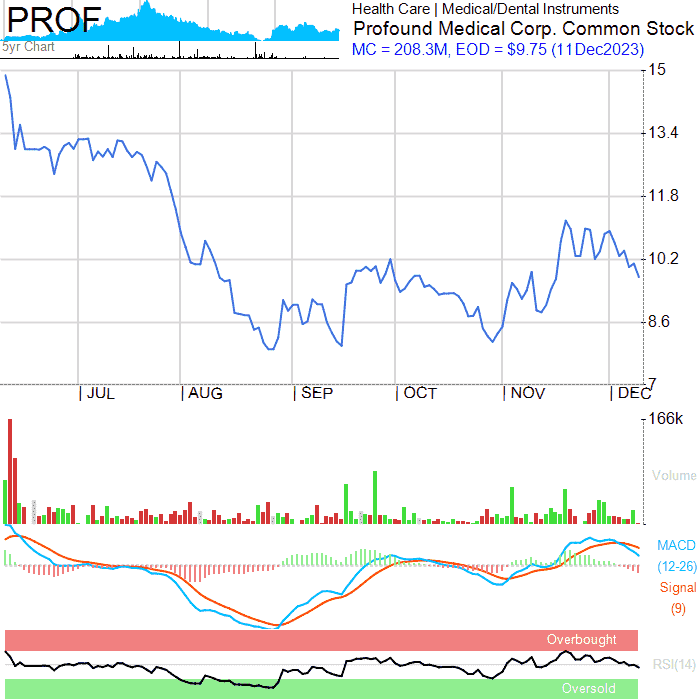 PROF
5yr Chart
Health Care | Medical/Dental Instruments
Profound Medical Corp. Common Stock
MC = 208.3M, EOD = $9.75 (11Dec2023)
15
13.4
11.8
10.2
8.6
7
| JUL | AUG | SEP | OCT | NOV | DEC
166k
Volume
MACD
(12-26)
Signal
(9)
Overbought
RSI(14)
Oversold